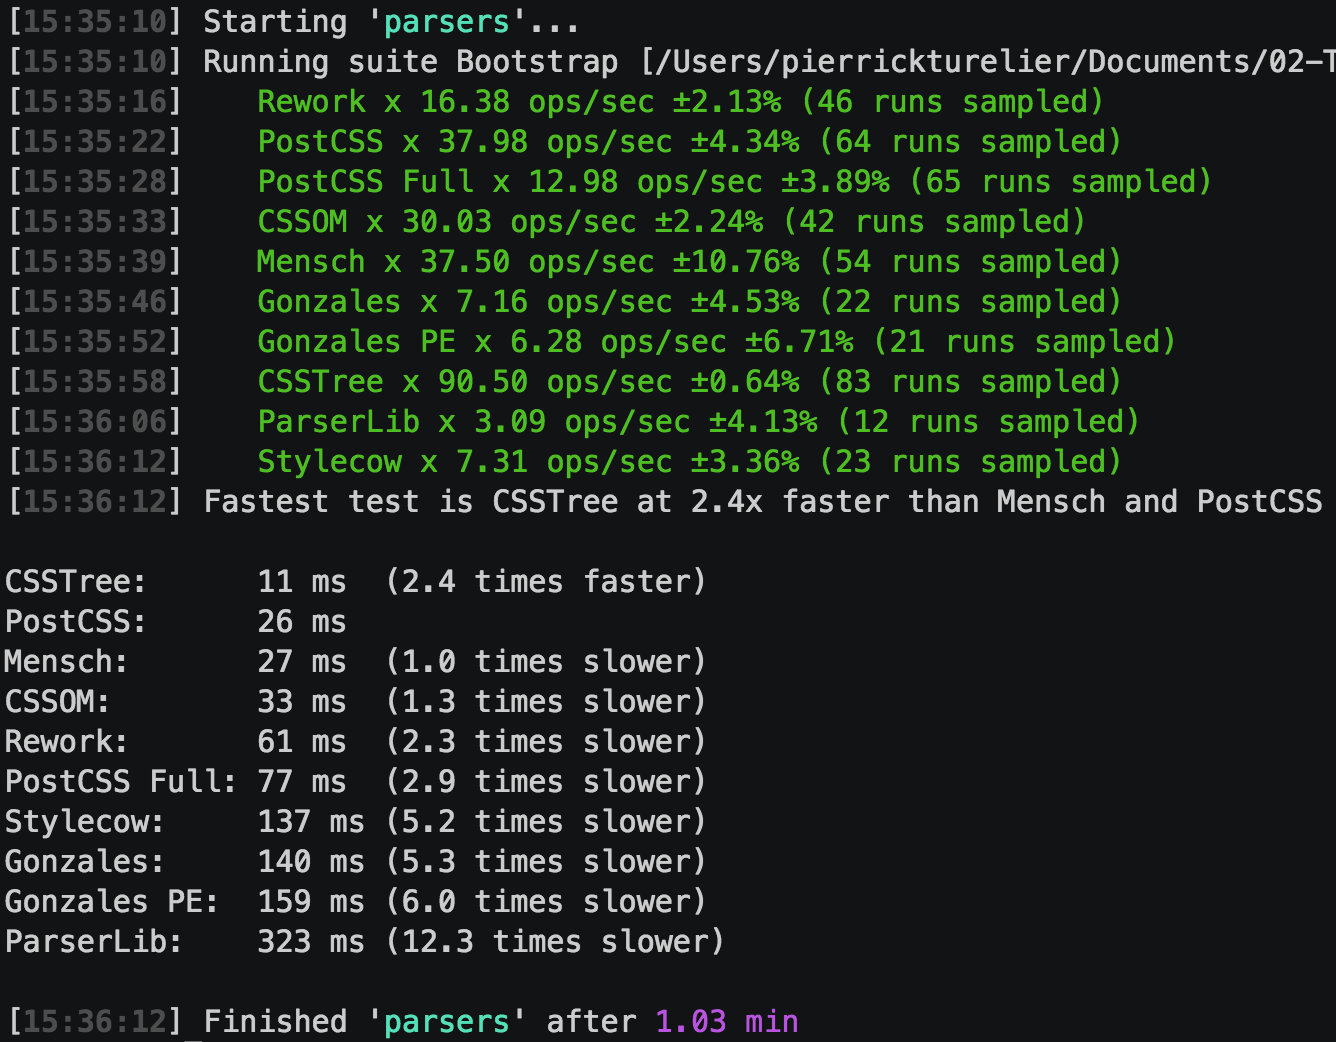 [15:35:10] Starting 'parsers'...
[15:35:10] Running suite Bootstrap [/Users/pierrickturelier/Documents/02-T
[15:35:16] Rework x 16.38 ops/sec ±2.13% (46 runs sampled)
[15:35:22] PostCSS x 37.98 ops/sec ±4.34% (64 runs sampled)
[15:35:28] PostCSS Full x 12.98 ops/sec ±3.89% (65 runs sampled)
[15:35:33] CSSOM x 30.03 ops/sec ±2.24% (42 runs sampled)
[15:35:39] Mensch x 37.50 ops/sec ±10.76% (54 runs sampled)
[15:35:46] Gonzales x 7.16 ops/sec ±4.53% (22 runs sampled)
[15:35:52] Gonzales PE x 6.28 ops/sec ±6.71% (21 runs sampled)
[15:35:58] CSSTree x 90.50 ops/sec ±0.64% (83 runs sampled)
[15:36:06] ParserLib x 3.09 ops/sec ±4.13% (12 runs sampled)
[15:36:12] Stylecow x 7.31 ops/sec ±3.36% (23 runs sampled)
[15:36:12] Fastest test is CSSTree at 2.4x faster than Mensch and PostCSS
CSSTree: 11 ms (2.4 times faster)
PostCSS: 26 ms
Mensch: 27 ms (1.0 times slower)
CSSOM: 33 ms (1.3 times slower)
Rework: 61 ms (2.3 times slower)
PostCSS Full: 77 ms (2.9 times slower)
Stylecow: 137 ms (5.2 times slower)
Gonzales: 140 ms (5.3 times slower)
Gonzales PE: 159 ms (6.0 times slower)
ParserLib: 323 ms (12.3 times slower)
[15:36:12] Finished 'parsers' after 1.03 min